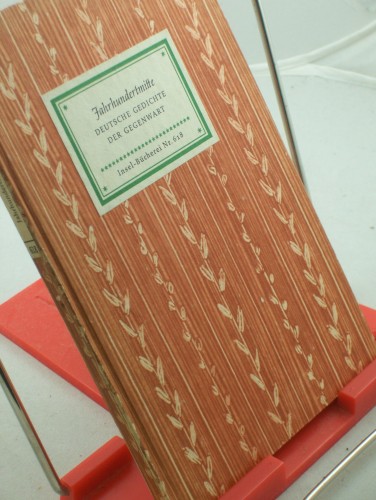 Jahrhundertmitte
DEUTSCHE GEDICHTE
DER GEGENWART
Insel-Bücherei Nr. 618